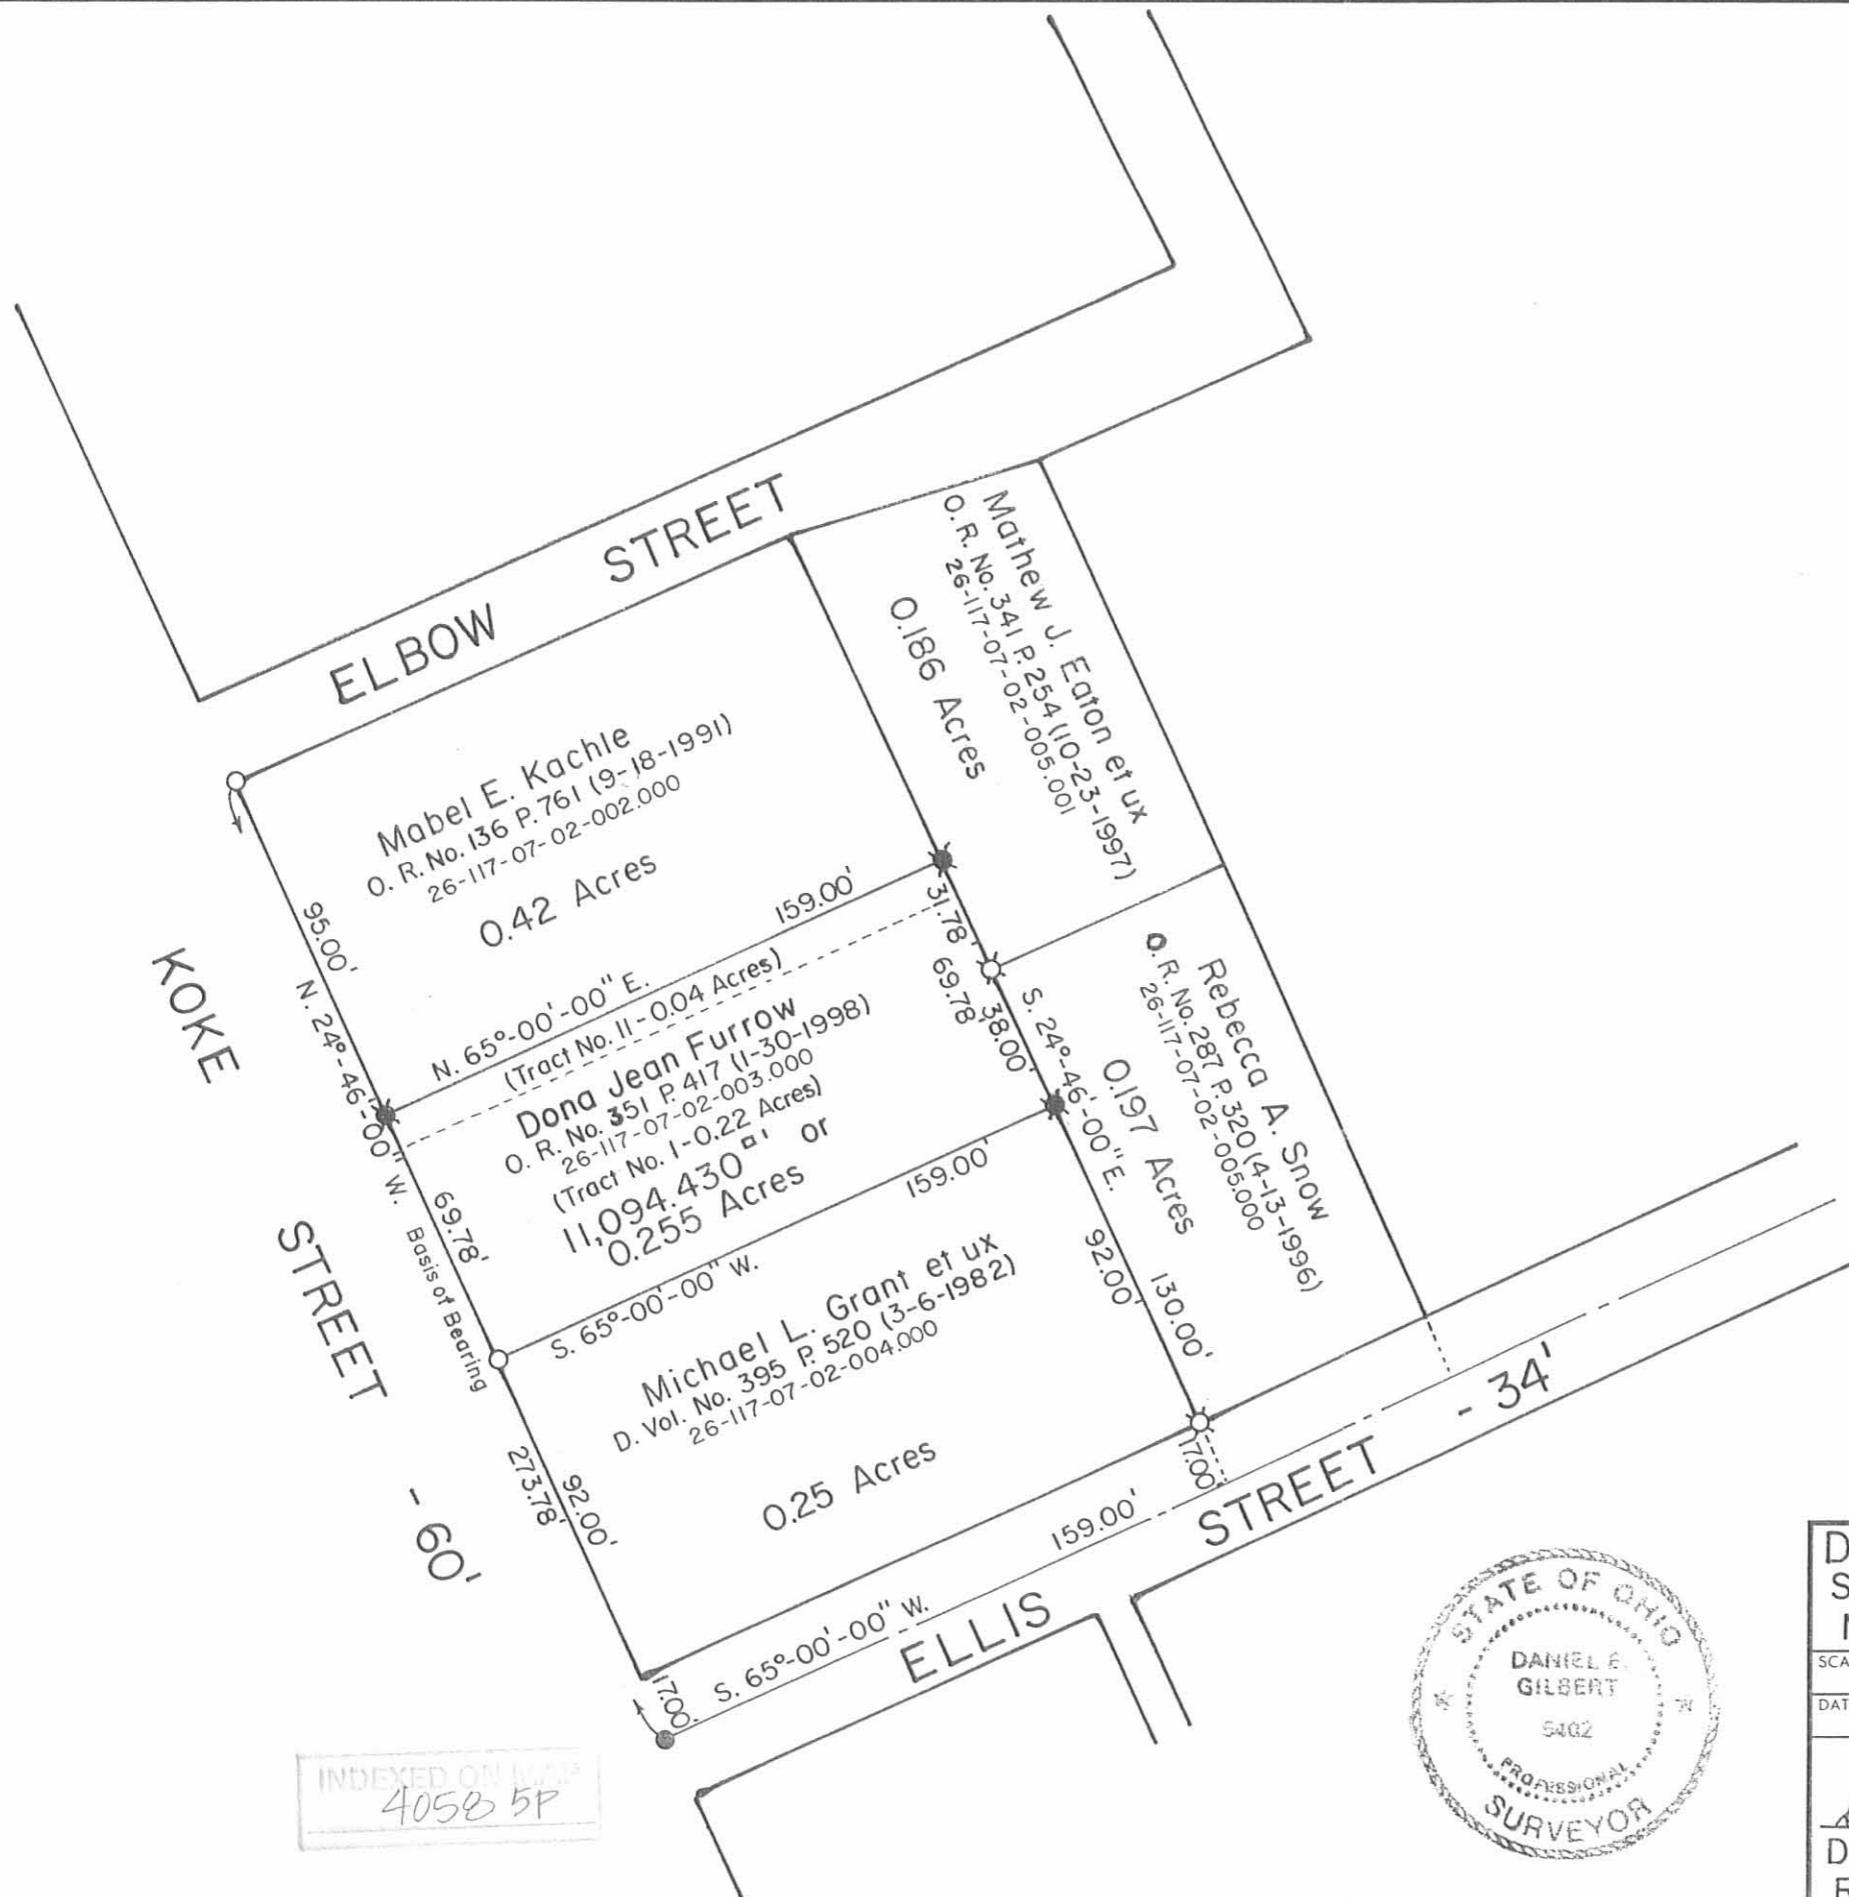 ELBOW STREET
Mathew J. Eaton et ux
O. R. No. 341 P. 254 (10-23-1997)
26-117-07-02-005.001
0.186 Acres
Mabel E. Kachle
O. R. No. 136 P. 761 (9-18-1991)
26-117-07-02-002.000
0.42 Acres
95.00'
N. 24°-46'-00" W. Basis of Bearing
159.00'
N. 65°-00'-00" E.
31.78'
69.78'
38.00'
S. 24°-46'-00" E.
(Tract No. 11-0.04 Acres)
Dona Jean Furrow
O. R. No. 351 P. 417 (1-30-1998)
26-117-07-02-003.000
(Tract No. 1-0.22 Acres)
11,094.430□' or
0.255 Acres
69.78'
159.00'
S. 65°-00'-00" W.
Rebecca A. Snow
O. R. No. 287 P. 320 (4-13-1996)
26-117-07-02-005.000
0.197 Acres
92.00'
130.00'
Michael L. Grant et ux
D. Vol. No. 395 P. 520 (3-6-1982)
26-117-07-02-004.000
0.25 Acres
92.00'
273.78'
KOKE STREET - 60'
17.00'
17.00'
159.00'
S. 65°-00'-00" W.
ELLIS STREET - 34'
INDEXED ON MAP
4058 5P
STATE OF OHIO
DANIEL E.
GILBERT
5402
PROFESSIONAL
SURVEYOR
D
S
SCA
DAT
D